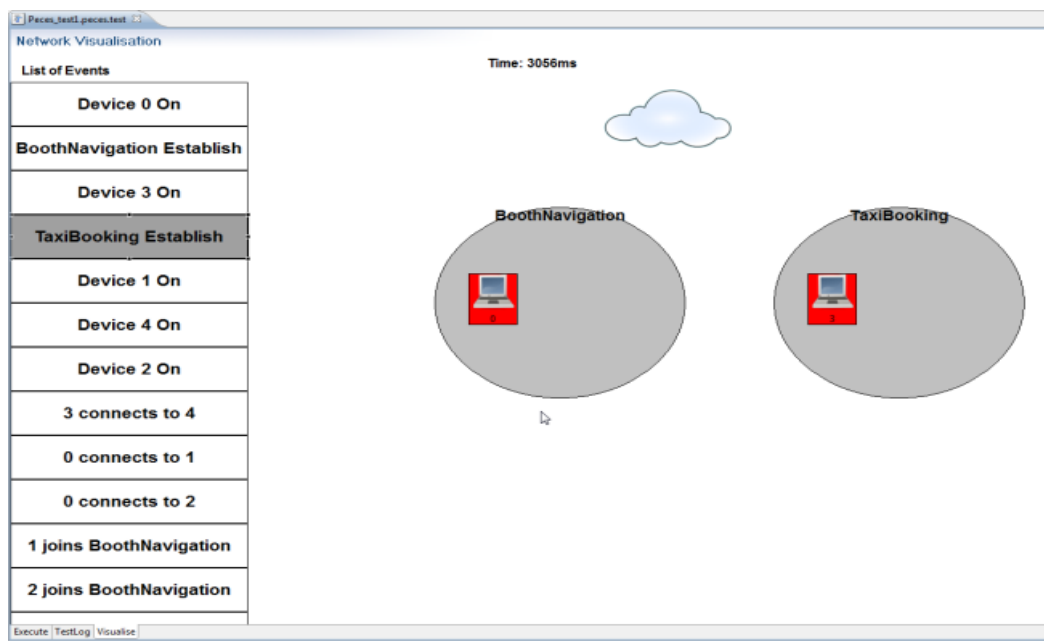 Peces_test1.peces.test
Network Visualisation
List of Events
Time: 3056ms
Device 0 On
BoothNavigation Establish
Device 3 On
TaxiBooking Establish
Device 1 On
Device 4 On
Device 2 On
3 connects to 4
0 connects to 1
0 connects to 2
1 joins BoothNavigation
2 joins BoothNavigation
BoothNavigation
TaxiBooking
0
3
Execute TestLog Visualise